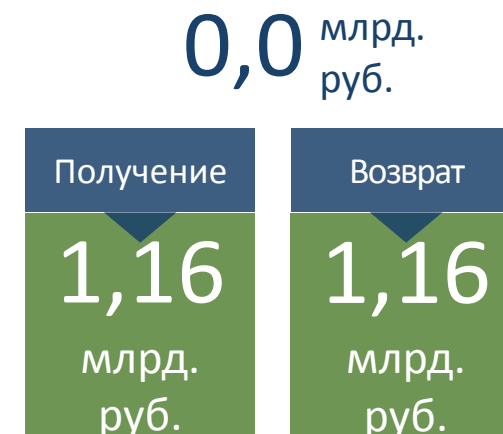 0,0 млрд.
руб.
Получение
Возврат
1,16
млрд.
руб.
1,16
млрд.
руб.